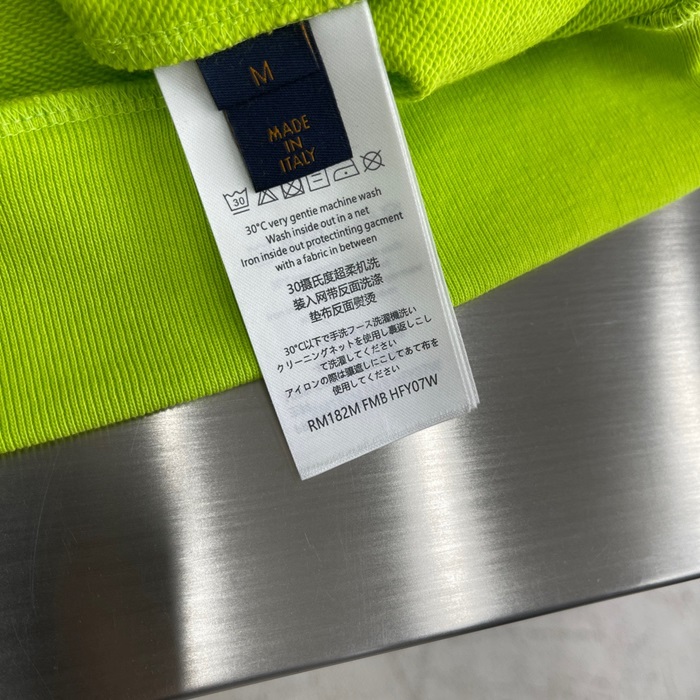 M
MADE
IN
ITALY
30
30°C very gentie machine wash
Wash inside out in a net
Iron inside out protectinting gacment
with a fabric in between
30摄氏度超柔机洗
装入网带反面洗涤
垫布反面熨烫
30°C以下で手洗フース洗濯機洗い
クリーニングネットを使用し裏返しこし
て洗濯してください
アイロンの際は攝返しにこしてあて布を
使用してください
RM182M FMB HFY07W